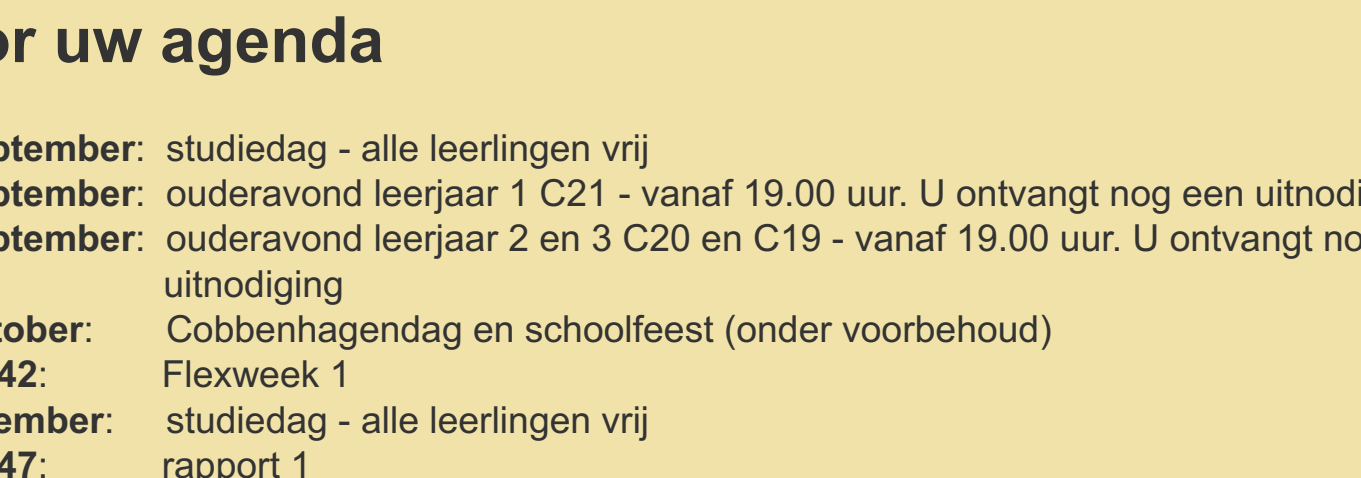 or uw agenda
ptember: studiedag - alle leerlingen vrij
ptember: ouderavond leerjaar 1 C21 - vanaf 19.00 uur. U ontvangt nog een uitnodi
ptember: ouderavond leerjaar 2 en 3 C20 en C19 - vanaf 19.00 uur. U ontvangt no
uitnodiging
tober: Cobbenhagendag en schoolfeest (onder voorbehoud)
42: Flexweek 1
ember: studiedag - alle leerlingen vrij
47: rapport 1